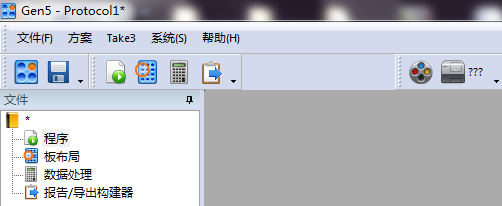 Gen5 - Protocol1*
文件(F) 方案 Take3 系统(S) 帮助(H)
???
文件
*
程序
板布局
数据处理
报告/导出构建器